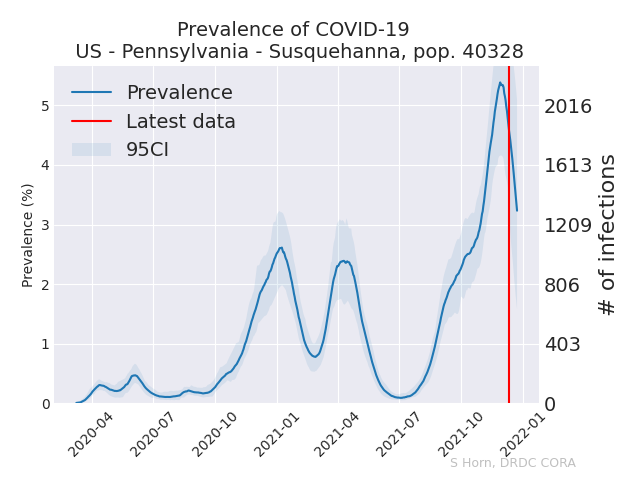 Prevalence of COVID-19
US - Pennsylvania - Susquehanna, pop. 40328
Prevalence
Latest data
95CI
Prevalence (%)
5
4
3
2
1
0
2016
1613
1209
806
403
0
# of infections
2020-04
2020-07
2020-10
2021-01
2021-04
2021-07
2021-10
2022-01
S Horn, DRDC CORA